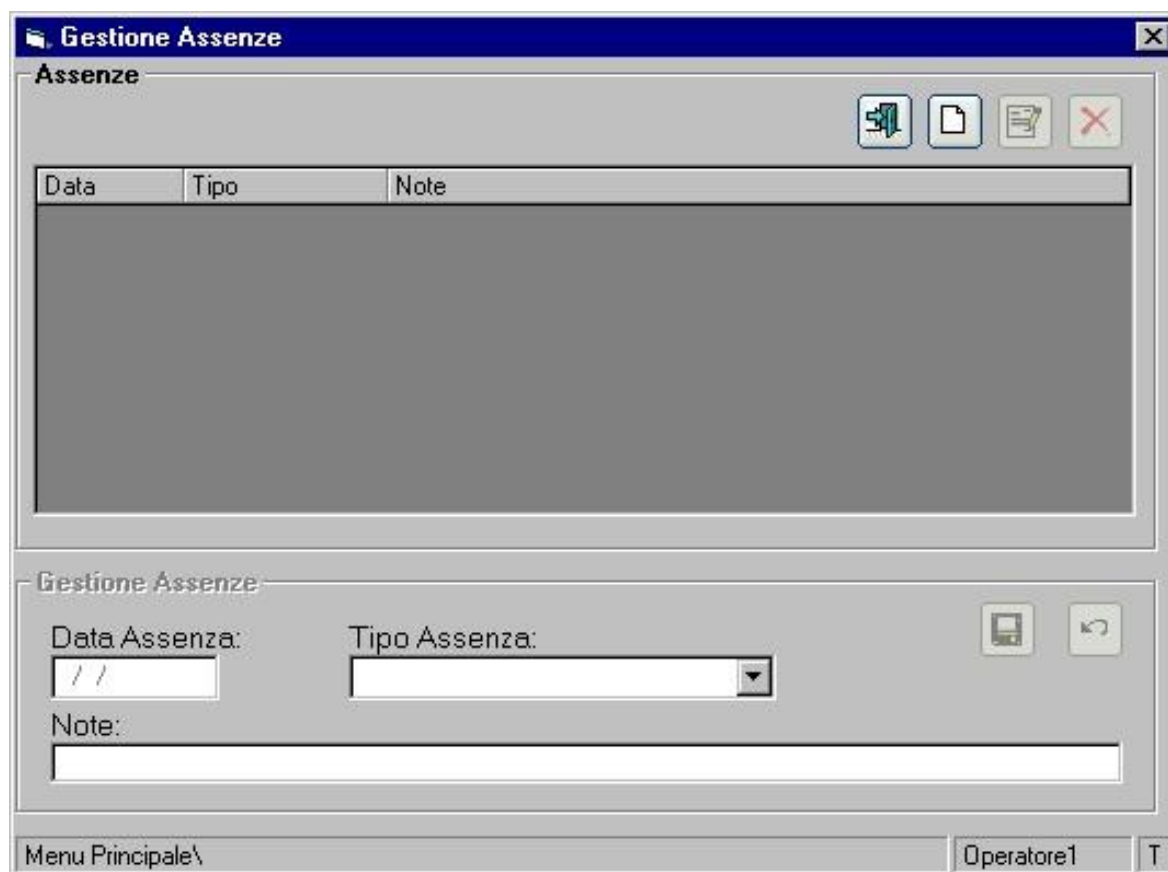 Gestione Assenze
Assenze
Data Tipo Note
Gestione Assenze
Data Assenza: Tipo Assenza:
/ /
Note:
Menu Principale\ Operatore1 T